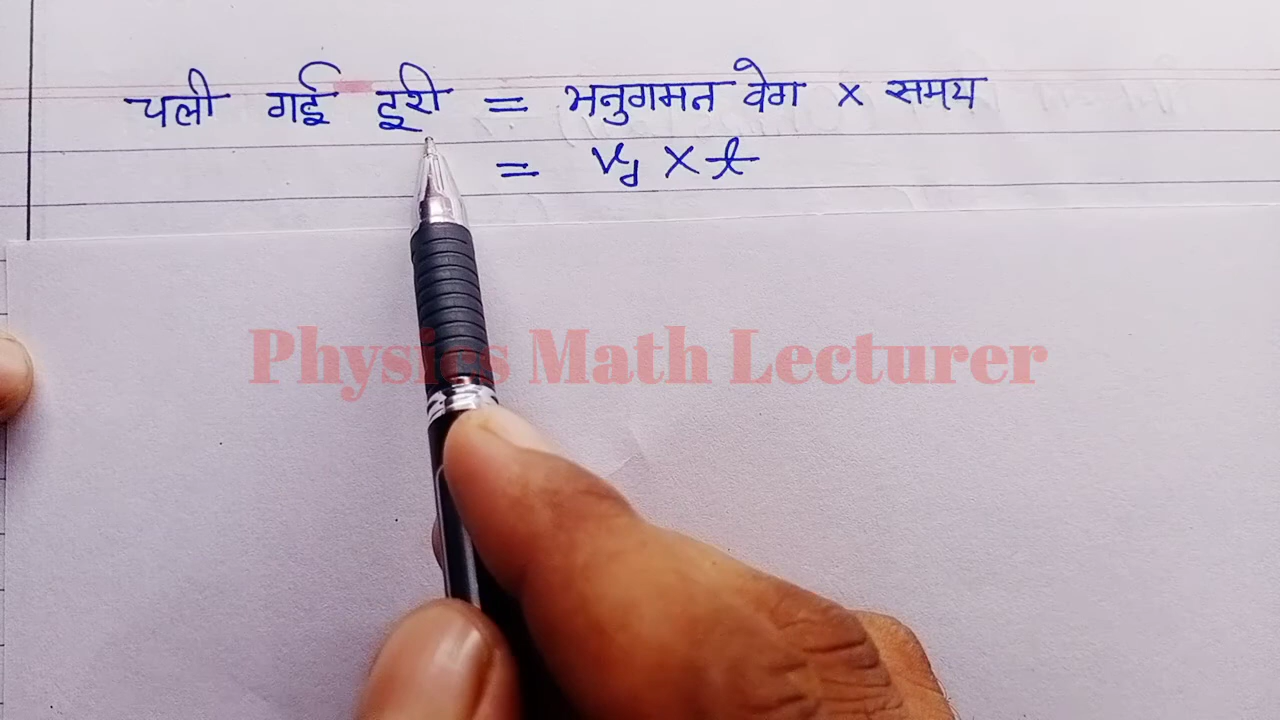 चली गई दूरी = अनुगमन वेग × समय
= Vd × t
Physics Math Lecturer